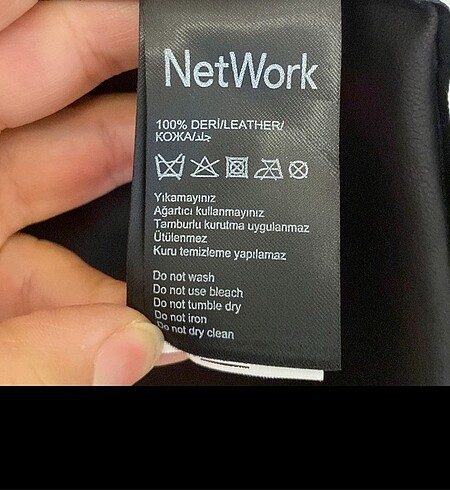 NetWork
100% DERİ/LEATHER/
КОЖА/جلد
Yıkamayınız
Ağartıcı kullanmayınız
Tamburlu kurutma uygulanmaz
Ütülenmez
Kuru temizleme yapılamaz
Do not wash
Do not use bleach
Do not tumble dry
Do not iron
Do not dry clean